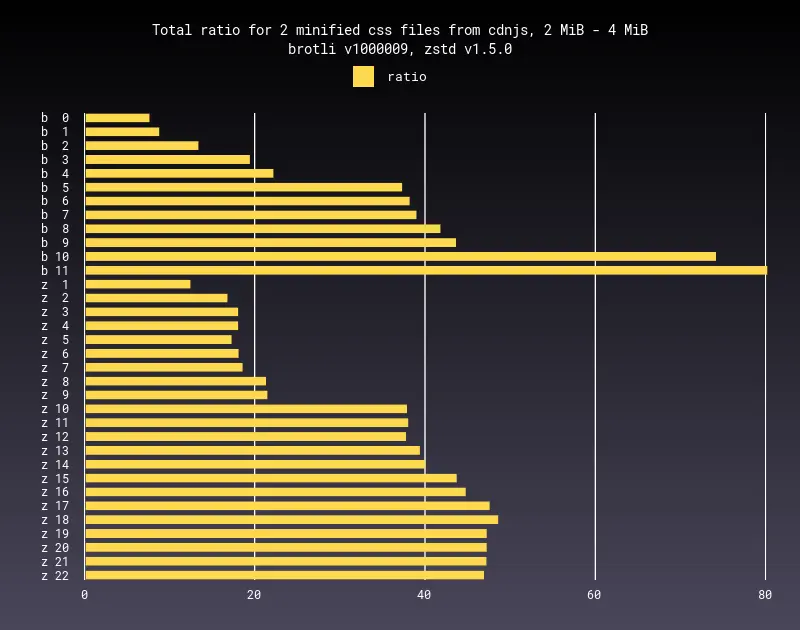 Total ratio for 2 minified css files from cdnjs, 2 MiB - 4 MiB
brotli v1000009, zstd v1.5.0
ratio
b  0
b  1
b  2
b  3
b  4
b  5
b  6
b  7
b  8
b  9
b 10
b 11
z  1
z  2
z  3
z  4
z  5
z  6
z  7
z  8
z  9
z 10
z 11
z 12
z 13
z 14
z 15
z 16
z 17
z 18
z 19
z 20
z 21
z 22
0 20 40 60 80